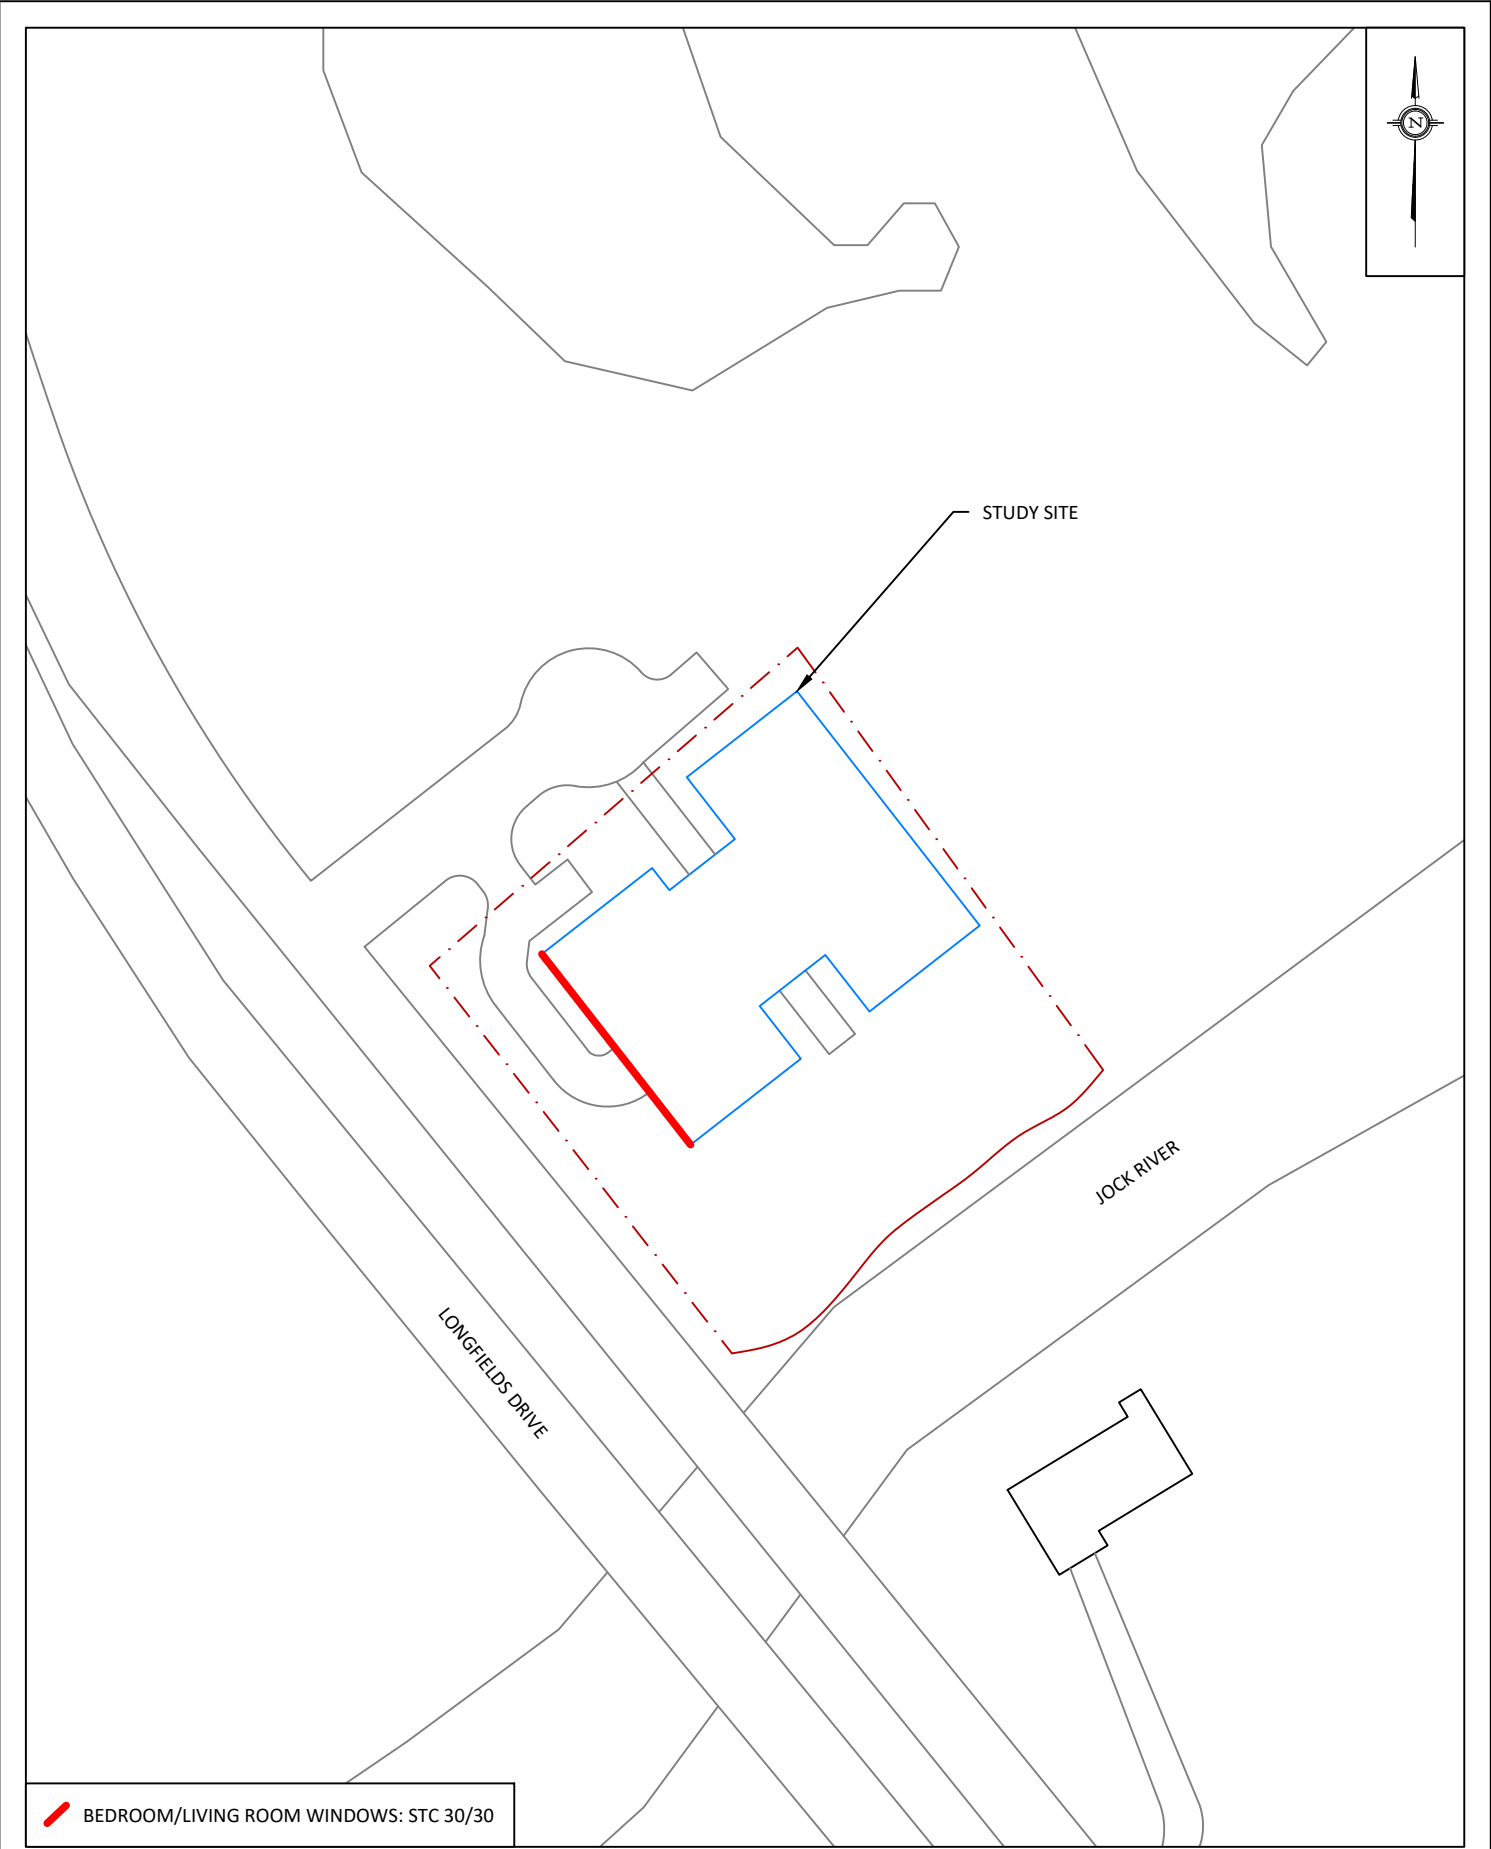 N
STUDY SITE
JOCK RIVER
LONGFIELDS DRIVE
BEDROOM/LIVING ROOM WINDOWS: STC 30/30